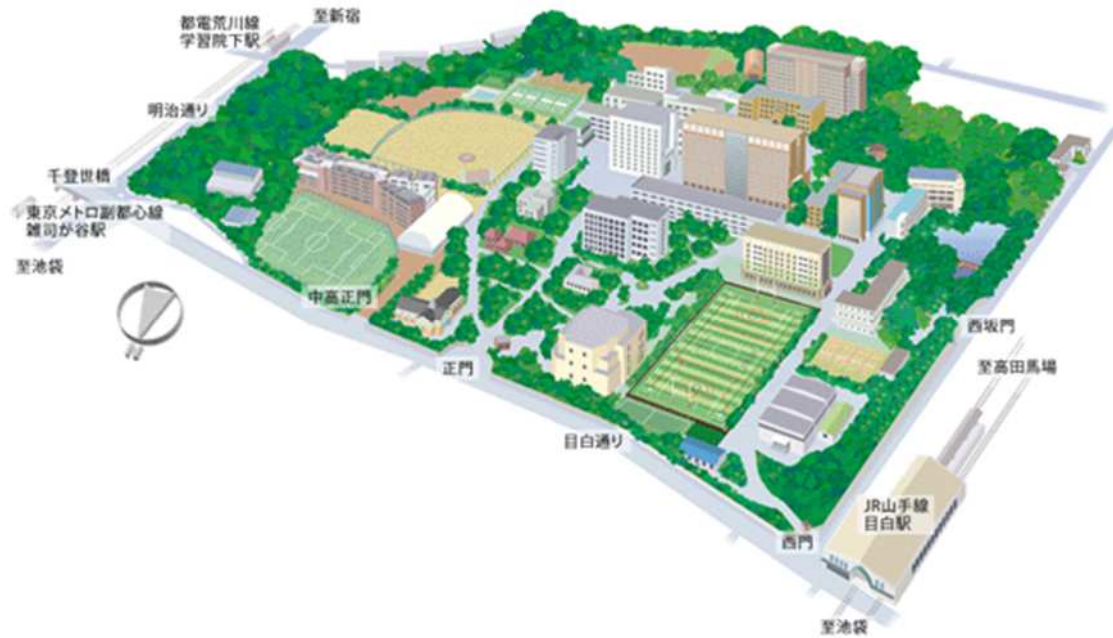 都電荒川線
学習院下駅
至新宿
明治通り
千登世橋
東京メトロ副都心線
雑司が谷駅
至池袋
中高正門
正門
目白通り
西坂門
至高田馬場
JR山手線
目白駅
西門
至池袋
N